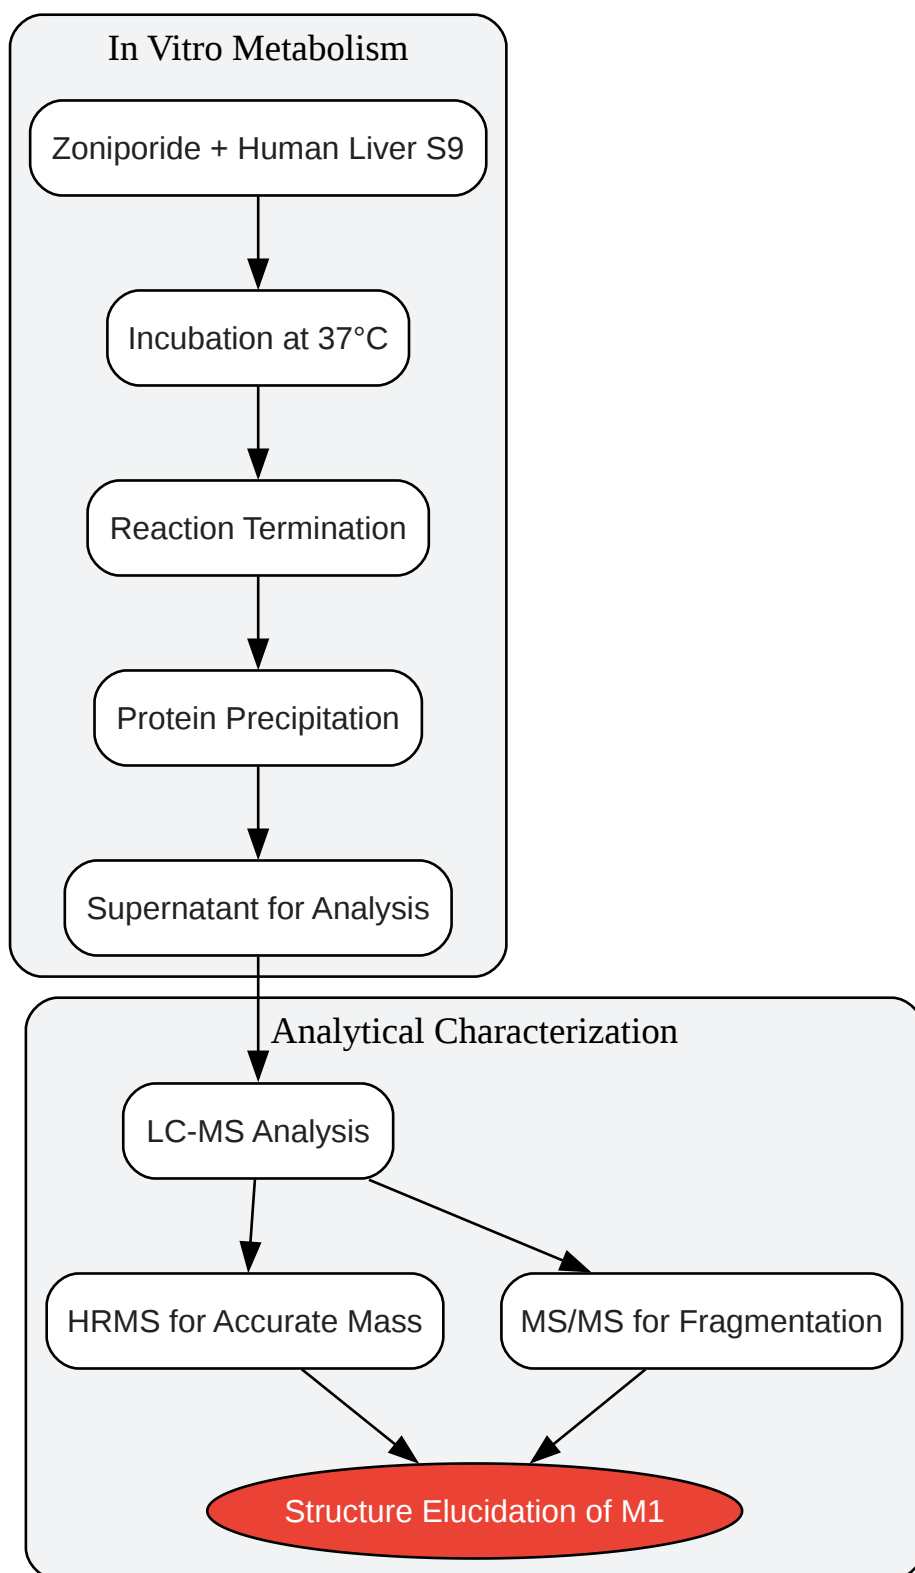 In Vitro Metabolism
Zoniporide + Human Liver S9
Incubation at 37°C
Reaction Termination
Protein Precipitation
Supernatant for Analysis
Analytical Characterization
LC-MS Analysis
HRMS for Accurate Mass
MS/MS for Fragmentation
Structure Elucidation of M1